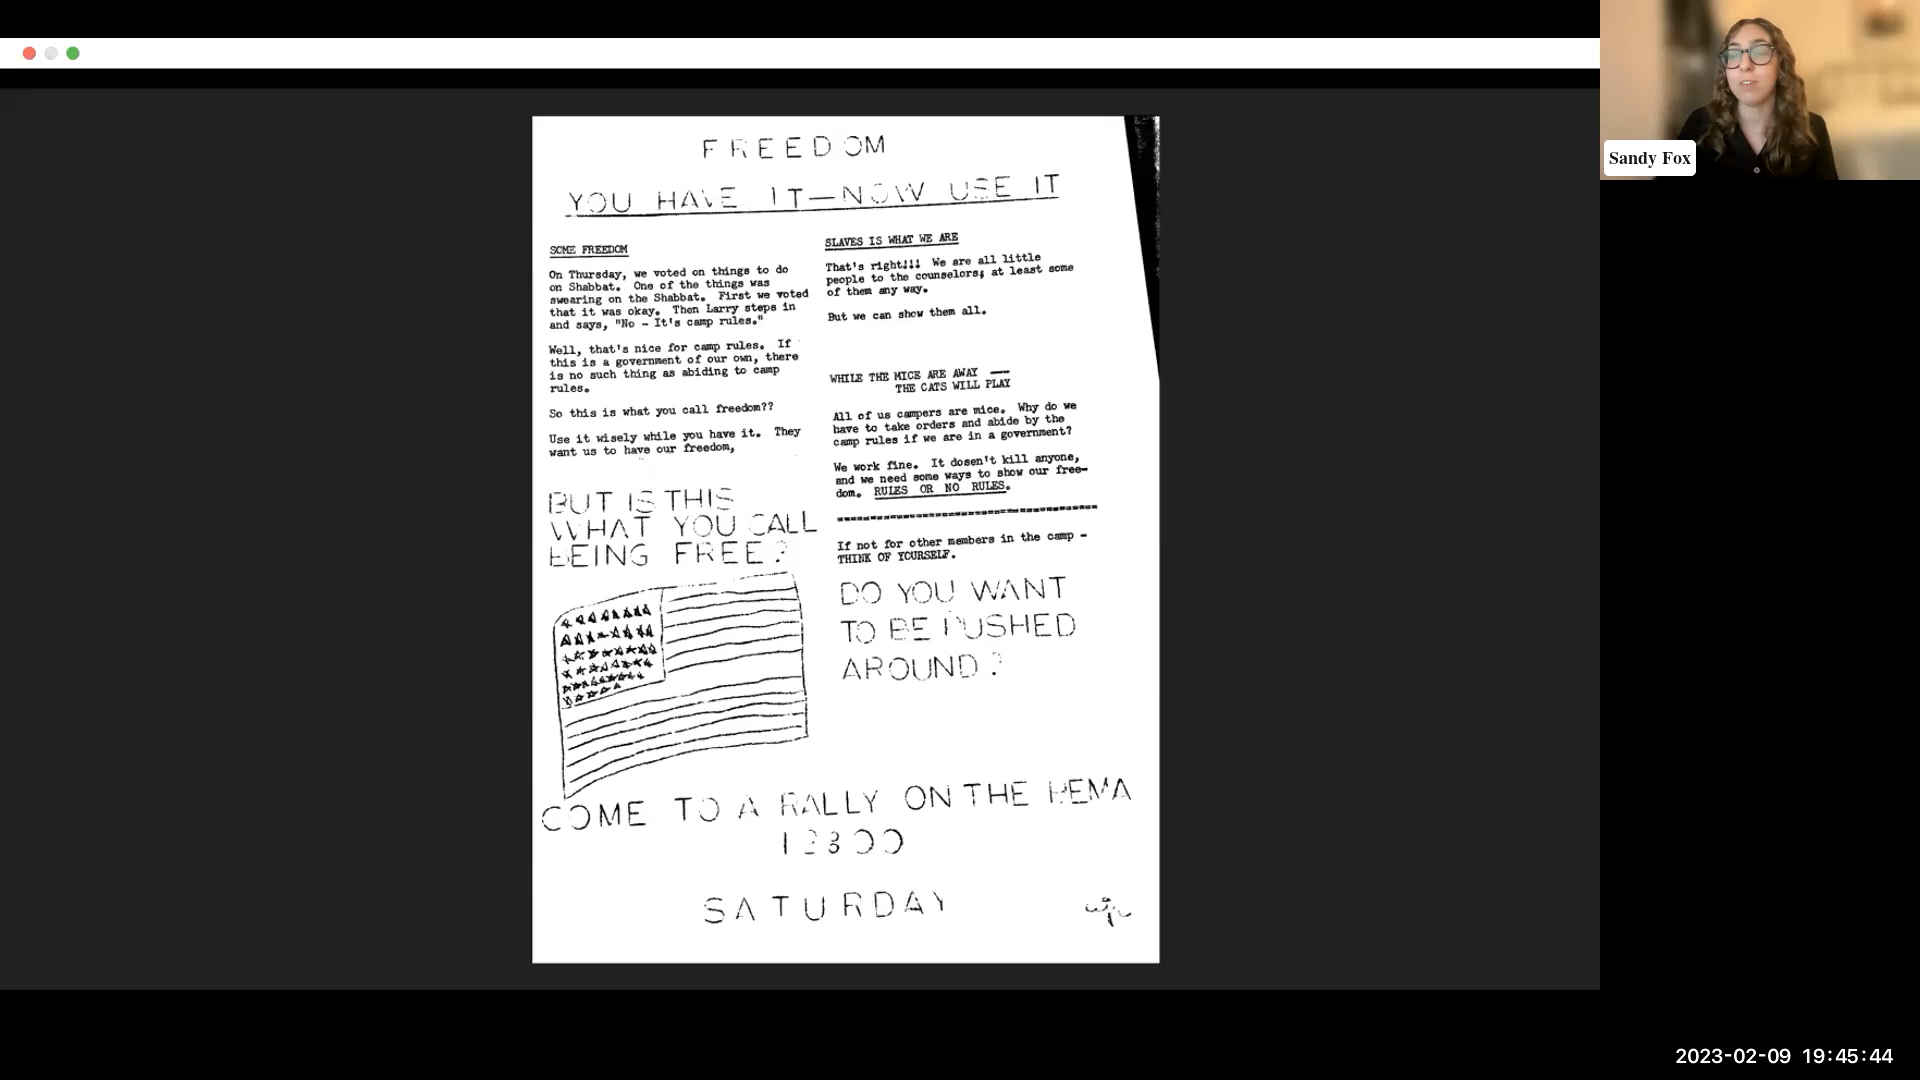 FREEDOM
YOU HAVE IT—NOW USE IT
SOME FREEDOM
On Thursday, we voted on things to do
on Shabbat. One of the things was
swearing on the Shabbat. First we voted
that it was okay. Then Larry steps in
and says, "No - It's camp rules."
Well, that's nice for camp rules. If
this is a government of our own, there
is no such thing as abiding to camp
rules.
So this is what you call freedom??
Use it wisely while you have it. They
want us to have our freedom,
BUT IS THIS
WHAT YOU CALL
BEING FREE?
SLAVES IS WHAT WE ARE
That's right!!! We are all little
people to the counselors; at least some
of them any way.
But we can show them all.
WHILE THE MICE ARE AWAY —
THE CATS WILL PLAY
All of us campers are mice. Why do we
have to take orders and abide by the
camp rules if we are in a government?
We work fine. It dosen't kill anyone,
and we need some ways to show our free-
dom. RULES OR NO RULES.
If not for other members in the camp -
THINK OF YOURSELF.
DO YOU WANT
TO BE PUSHED
AROUND?
COME TO A RALLY ON THE
SATURDAY
Sandy Fox
2023-02-09 19:45:44